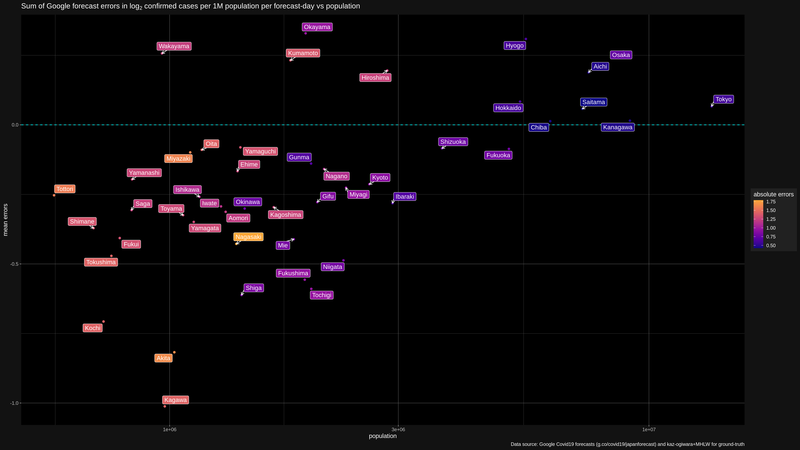 Sum of Google forecast errors in log2 confirmed cases per 1M population per forecast-day vs population
Okayama
Wakayama
Hyogo
Kumamoto
Osaka
Aichi
Hiroshima
Tokyo
Saitama
Hokkaido
0.0
Chiba
Kanagawa
Oita
Shizuoka
Yamaguchi
Miyazaki
Gunma
Fukuoka
Ehime
Yamanashi
Nagano
Kyoto
Tottori
Ishikawa
Miyagi
Gifu
Ibaraki
Saga
Iwate
Okinawa
Toyama
Kagoshima
Aomori
Shimane
Yamagata
Nagasaki
Fukui
Mie
Tokushima
-0.5
Niigata
Fukushima
Shiga
Tochigi
Kochi
Akita
Kagawa
-1.0
mean errors
1e+06
3e+06
1e+07
population
absolute errors
1.75
1.50
1.25
1.00
0.75
0.50
Data source: Google Covid19 forecasts (g.co/covid19/japanforecast) and kaz-ogiwara+MHLW for ground-truth